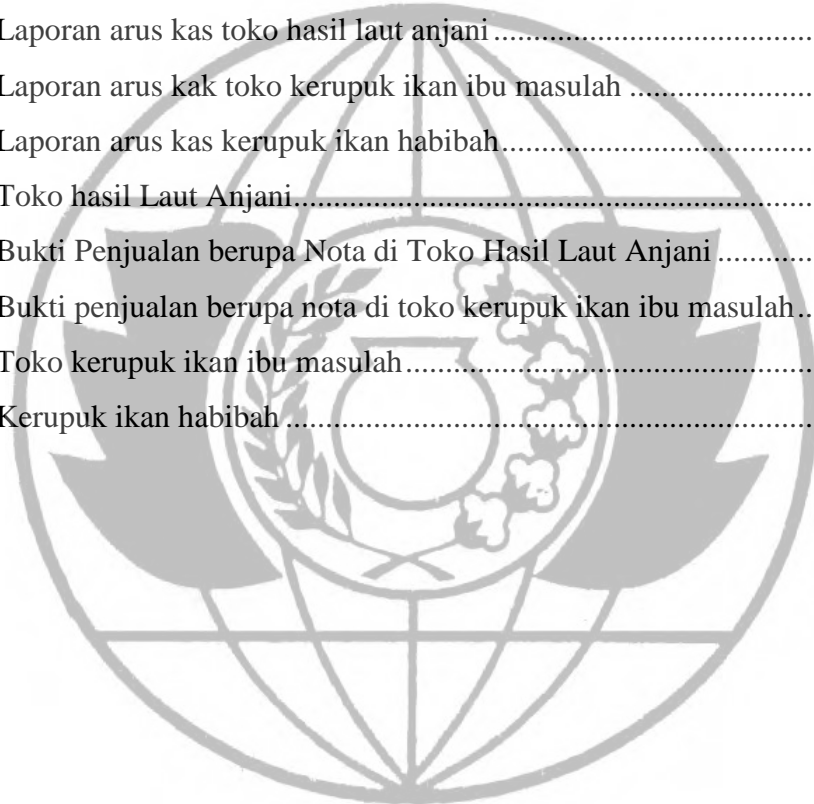 Laporan arus kas toko hasil laut anjani........................................
Laporan arus kak toko kerupuk ikan ibu masulah .......................
Laporan arus kas kerupuk ikan habibah.......................................
Toko hasil Laut Anjani.................................................................
Bukti Penjualan berupa Nota di Toko Hasil Laut Anjani ............
Bukti penjualan berupa nota di toko kerupuk ikan ibu masulah..
Toko kerupuk ikan ibu masulah...................................................
Kerupuk ikan habibah ..................................................................